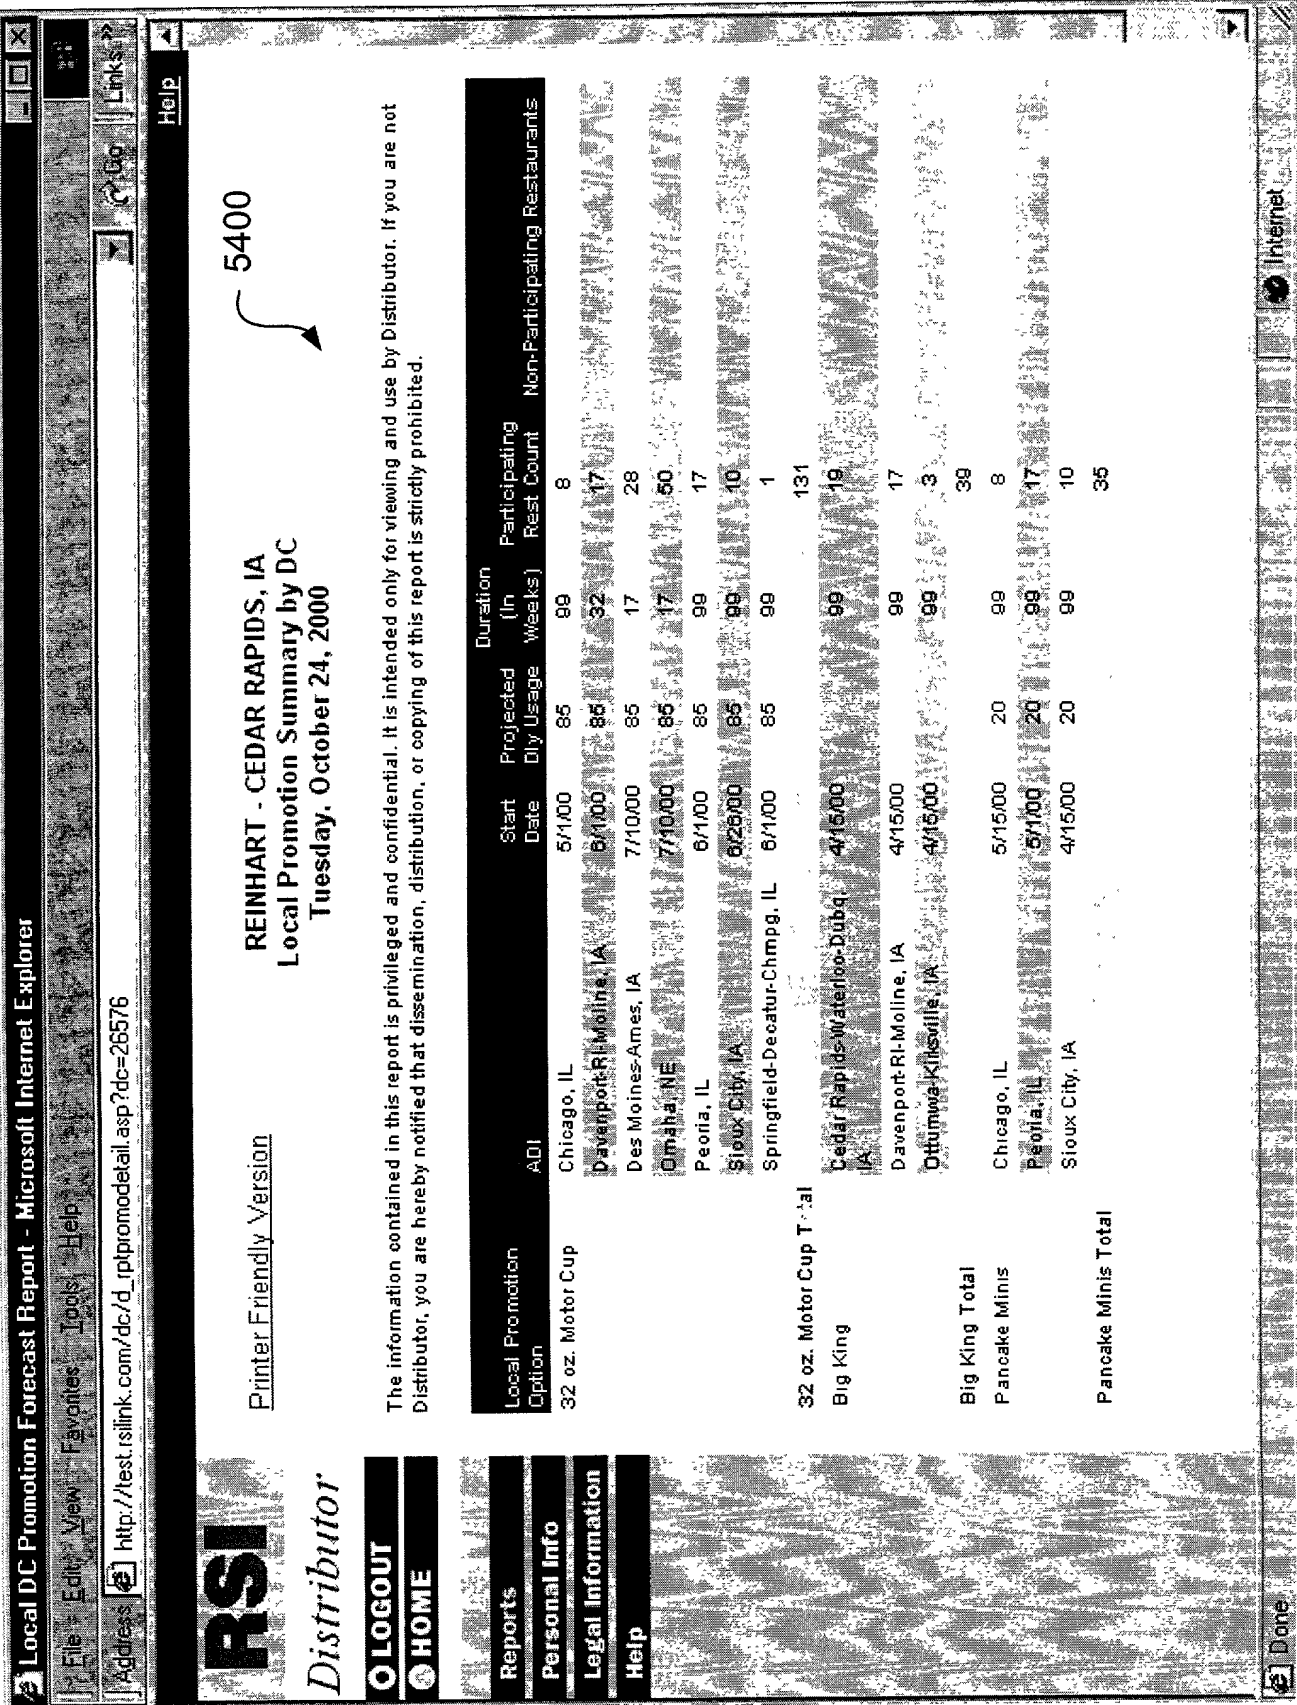 Local DC Promotion Forecast Report - Microsoft Internet Explorer
File Edit View Favorites Tools Help
Address http://test.rsilink.com/dc/d_rptpromodetail.asp?dc=26576 Go Links »
Help
RSI
Distributor
LOGOUT
HOME
Reports
Personal Info
Legal Information
Help
Printer Friendly Version
REINHART - CEDAR RAPIDS, IA
Local Promotion Summary by DC
Tuesday, October 24, 2000
5400
The information contained in this report is privileged and confidential. It is intended only for viewing and use by Distributor. If you are not
Distributor, you are hereby notified that dissemination, distribution, or copying of this report is strictly prohibited.
Local Promotion Option ADI Start Date Projected Dly Usage Duration (In Weeks) Participating Rest Count Non-Participating Restaurants
32 oz. Motor Cup Chicago, IL 5/1/00 85 99 8
Davenport-RI-Moline, IA 6/1/00 85 32 17
Des Moines-Ames, IA 7/10/00 85 17 28
Omaha, NE 7/10/00 85 17 50
Peoria, IL 6/1/00 85 99 17
Sioux City, IA 6/26/00 85 99 10
Springfield-Decatur-Chmpg, IL 6/1/00 85 99 1
32 oz. Motor Cup Total 131
Big King Cedar Rapids-Waterloo-Dubq, IA 4/15/00 99 19
Davenport-RI-Moline, IA 4/15/00 99 17
Ottumwa-Kirksville, IA 4/15/00 99 3
Big King Total 39
Pancake Minis Chicago, IL 5/15/00 20 99 8
Peoria, IL 5/1/00 20 99 17
Sioux City, IA 4/15/00 20 99 10
Pancake Minis Total 35
Done Internet